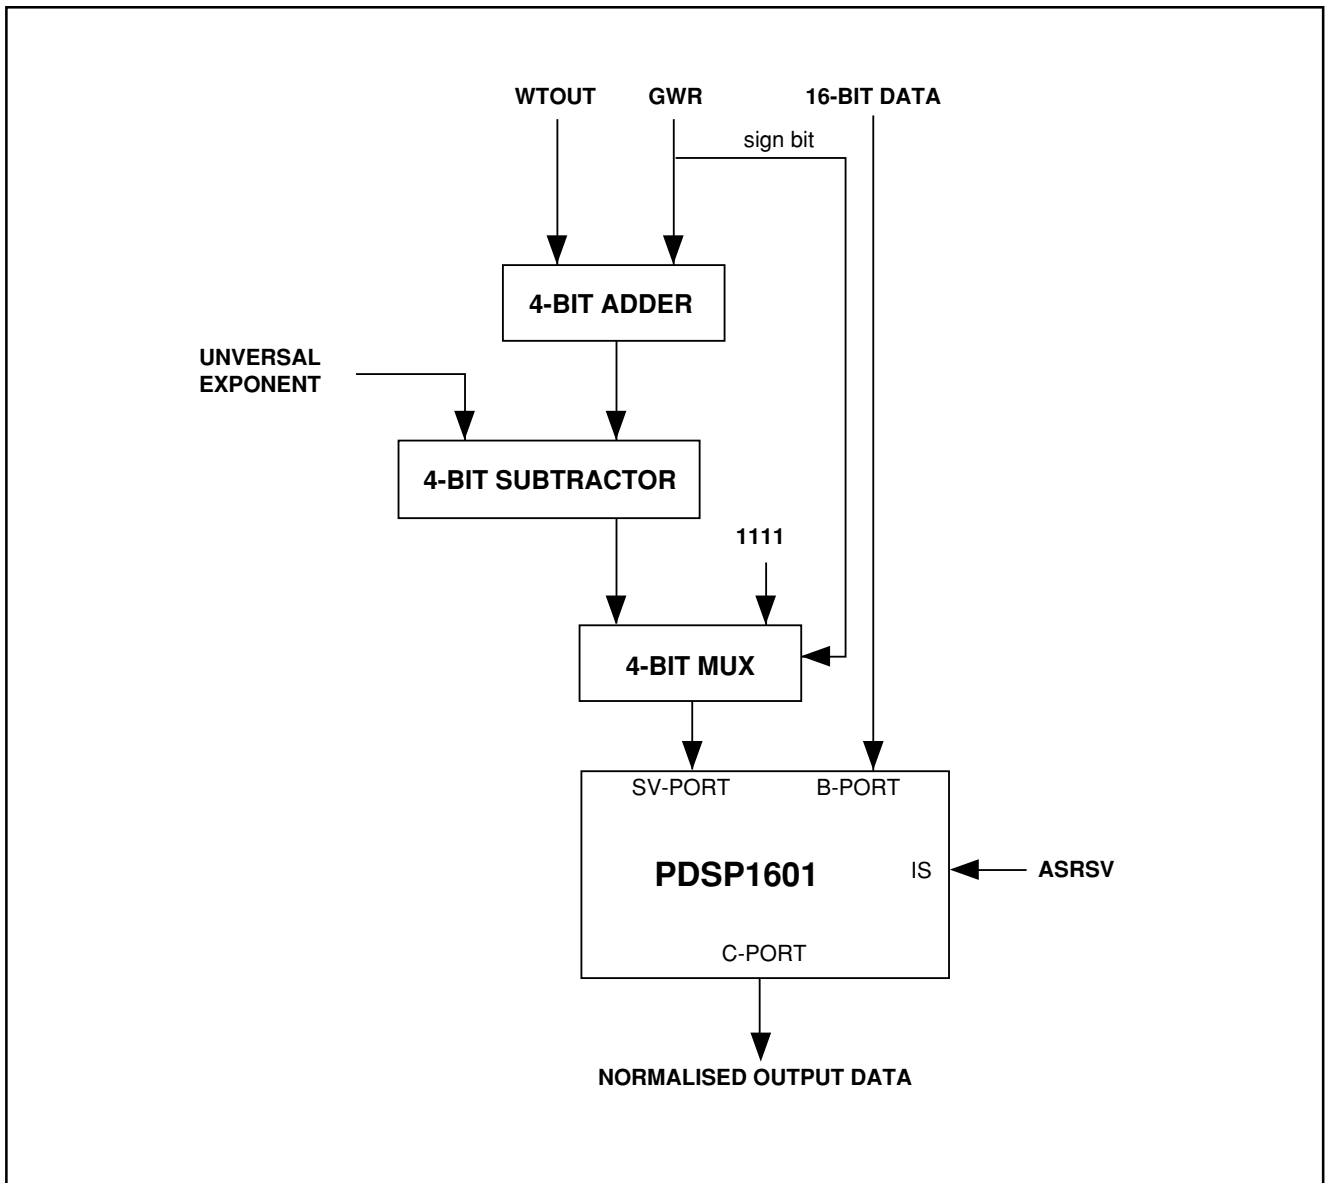 WTOUT GWR 16-BIT DATA
sign bit
4-BIT ADDER
UNVERSAL
EXPONENT
4-BIT SUBTRACTOR
1111
4-BIT MUX
SV-PORT B-PORT
PDSP1601 IS ASRSV
C-PORT
NORMALISED OUTPUT DATA